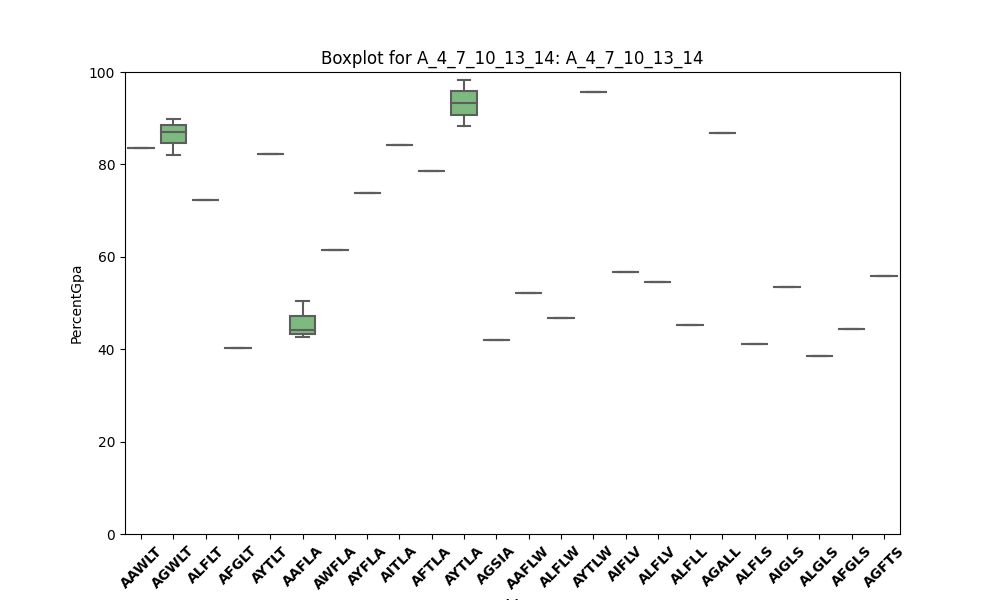 Boxplot for A_4_7_10_13_14: A_4_7_10_13_14
100
80
60
40
20
0
PercentGpa
AAWLT AGWLT ALFLT AFGLT AYTLT AAFLA AWFLA AYFLA AITLA AFTLA AYTLA AGSIA AAFLW ALFLW AYTLW AIFLV ALFLV ALFLL AGALL ALFLS AIGLS ALGLS AFGLS AGFTS